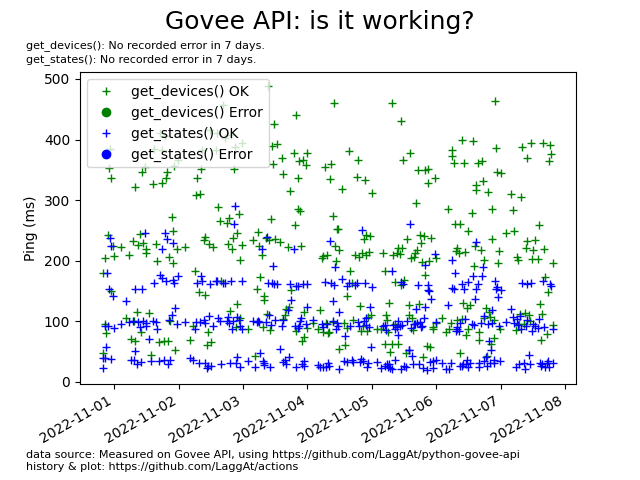 Govee API: is it working?
get_devices(): No recorded error in 7 days.
get_states(): No recorded error in 7 days.
500
400
300
200
100
0
Ping (ms)
get_devices() OK
get_devices() Error
get_states() OK
get_states() Error
2022-11-01
2022-11-02
2022-11-03
2022-11-04
2022-11-05
2022-11-06
2022-11-07
2022-11-08
data source: Measured on Govee API, using https://github.com/LaggAt/python-govee-api
history & plot: https://github.com/LaggAt/actions